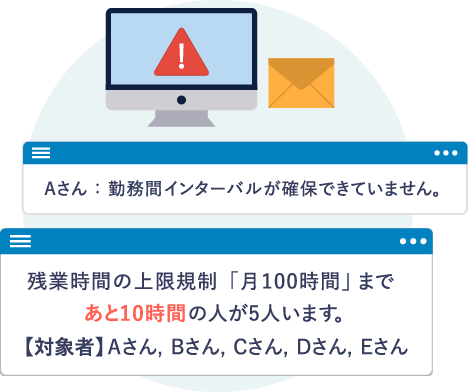 !
Aさん：勤務間インターバルが確保できていません。
残業時間の上限規制「月100時間」まで
あと10時間の人が5人います。
【対象者】Aさん, Bさん, Cさん, Dさん, Eさん